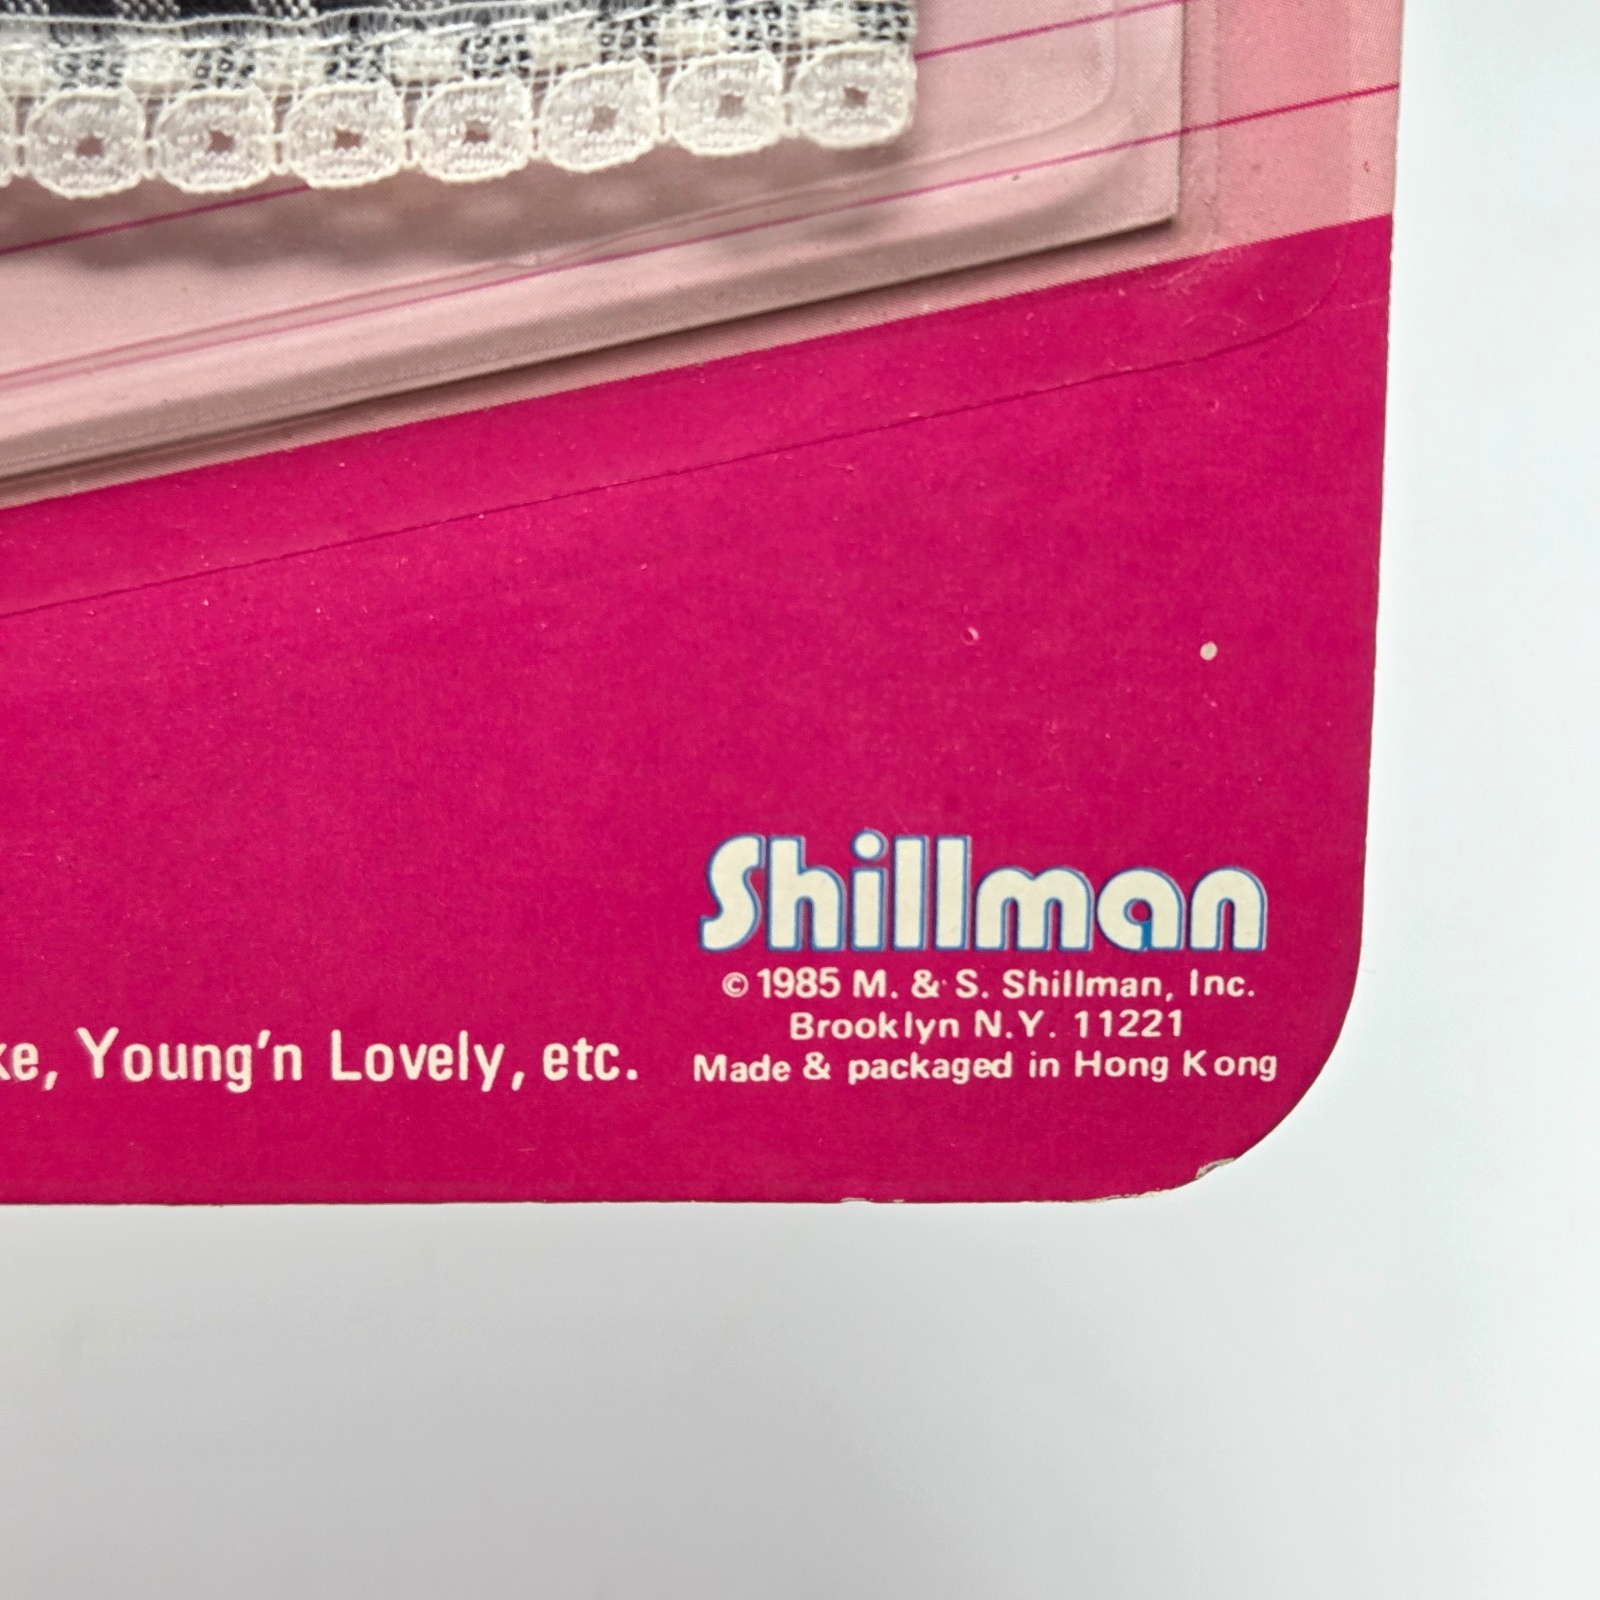 Shillman
© 1985 M. & S. Shillman, Inc.
Brooklyn N.Y. 11221
Made & packaged in Hong Kong
ke, Young'n Lovely, etc.